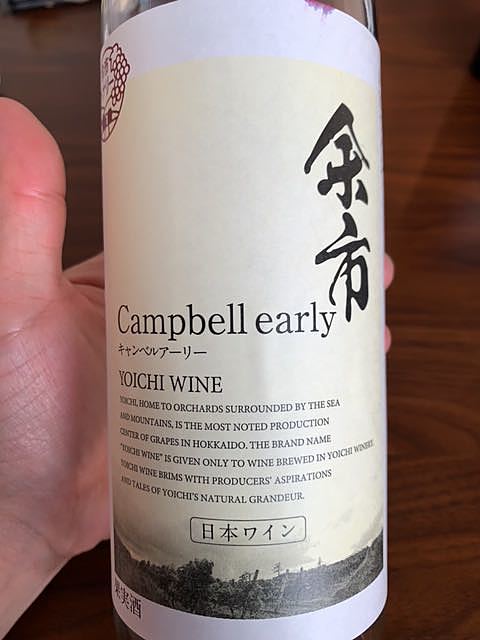 余市
Campbell early
キャンベルアーリー
YOICHI WINE
YOICHI, HOME TO ORCHARDS SURROUNDED BY THE SEA
AND MOUNTAINS, IS THE MOST NOTED PRODUCTION
CENTER OF GRAPES IN HOKKAIDO. THE BRAND NAME
"YOICHI WINE" IS GIVEN ONLY TO WINE BREWED IN YOICHI WINERY.
YOICHI WINE BRIMS WITH PRODUCERS' ASPIRATIONS
AND TALES OF YOICHI'S NATURAL GRANDEUR.
日本ワイン
果実酒